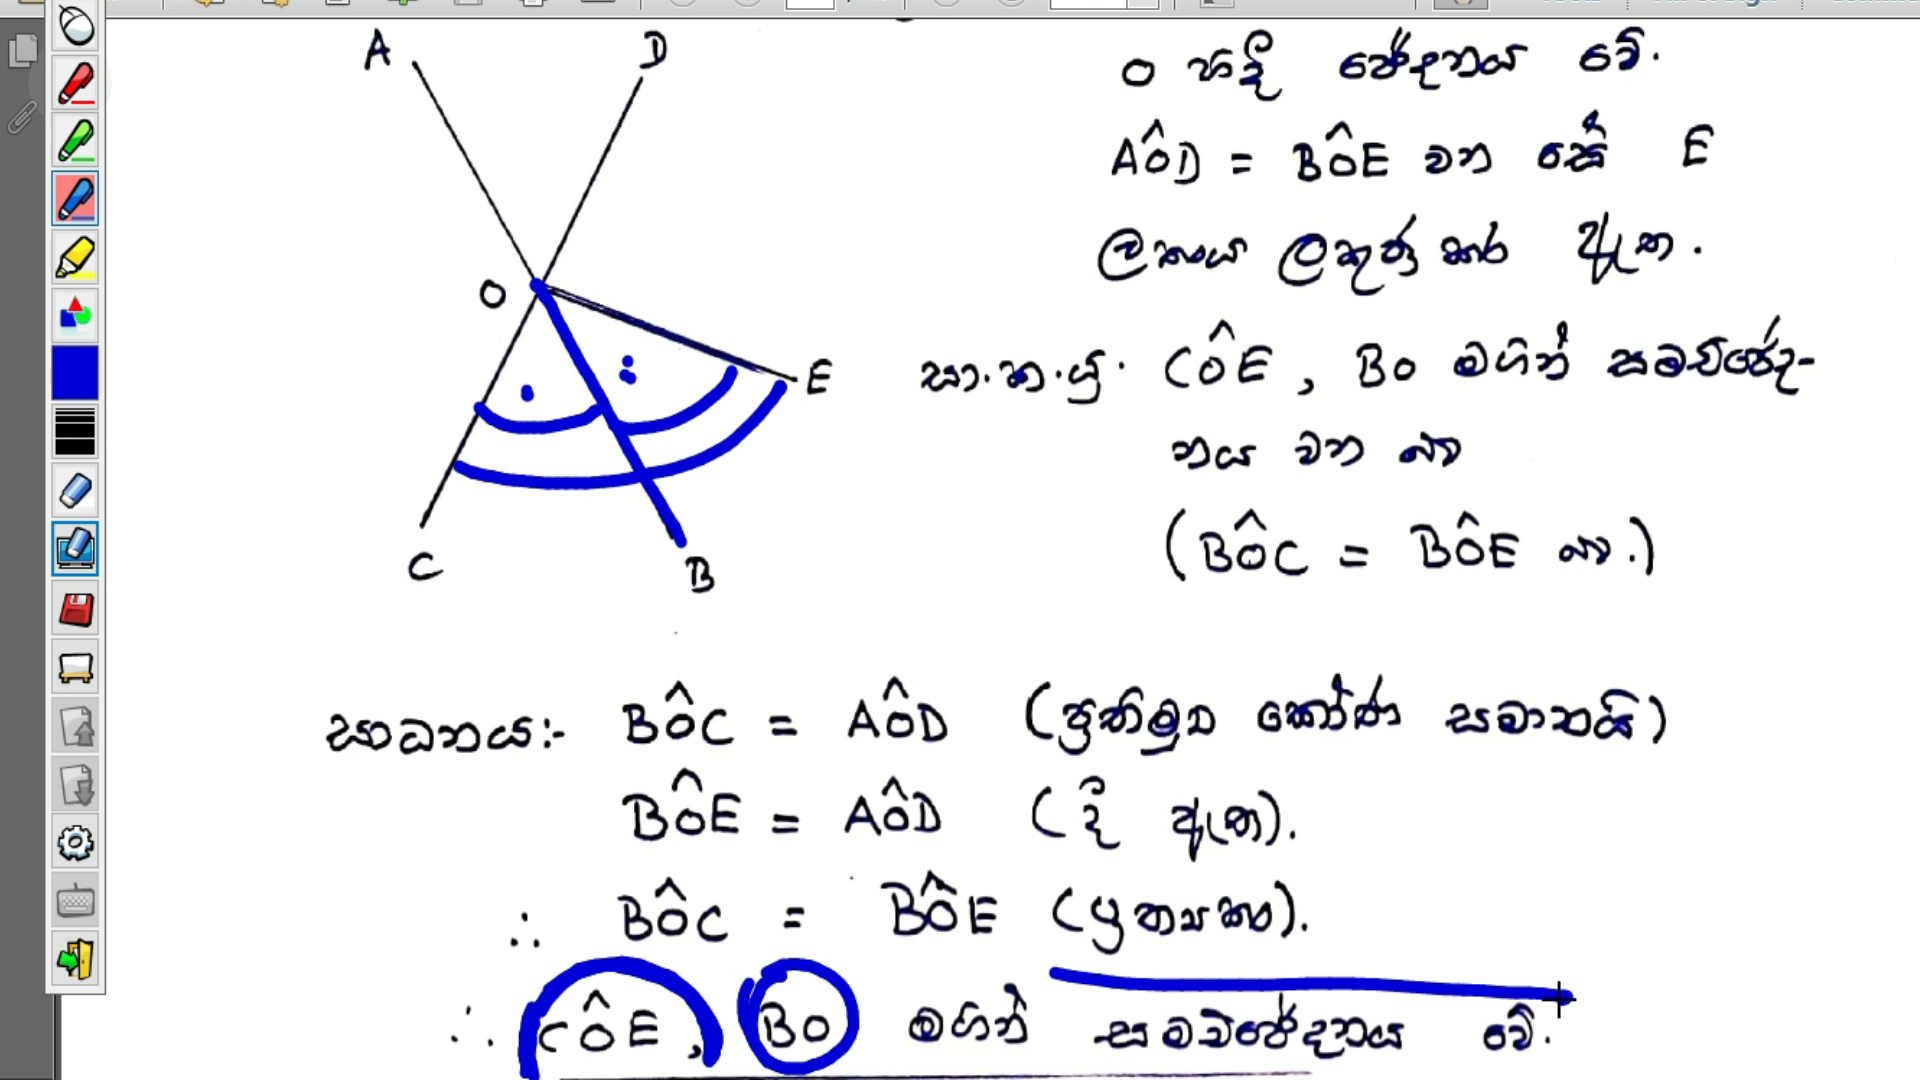 A
D
O
E
C
B
O හිදී ඡේදනය වේ.
AÔD = BÔE වන සේ E
ලක්ෂ්‍යය ලකුණු කර ඇත.
සා.ක.යු. CÔE, BO මගින් සමච්ඡේද-
නය වන බව
(BÔC = BÔE බව.)
සාධනය:- BÔC = AÔD (ප්‍රතිමුඛ කෝණ සමානයි)
BÔE = AÔD (දී ඇත).
∴ BÔC = BÔE (ප්‍රත්‍යක්ෂ).
∴ CÔE, BO මගින් සමච්ඡේදනය වේ.